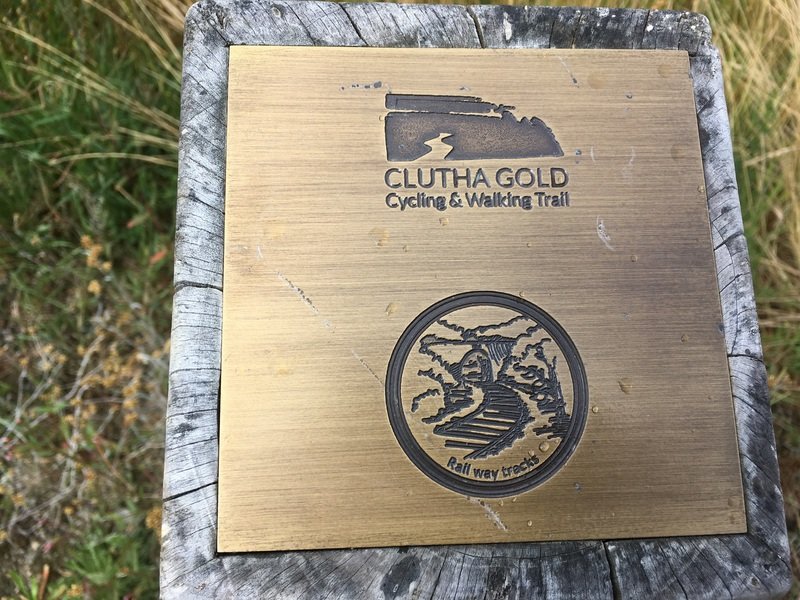 CLUTHA GOLD
Cycling & Walking Trail
Rail way tracks